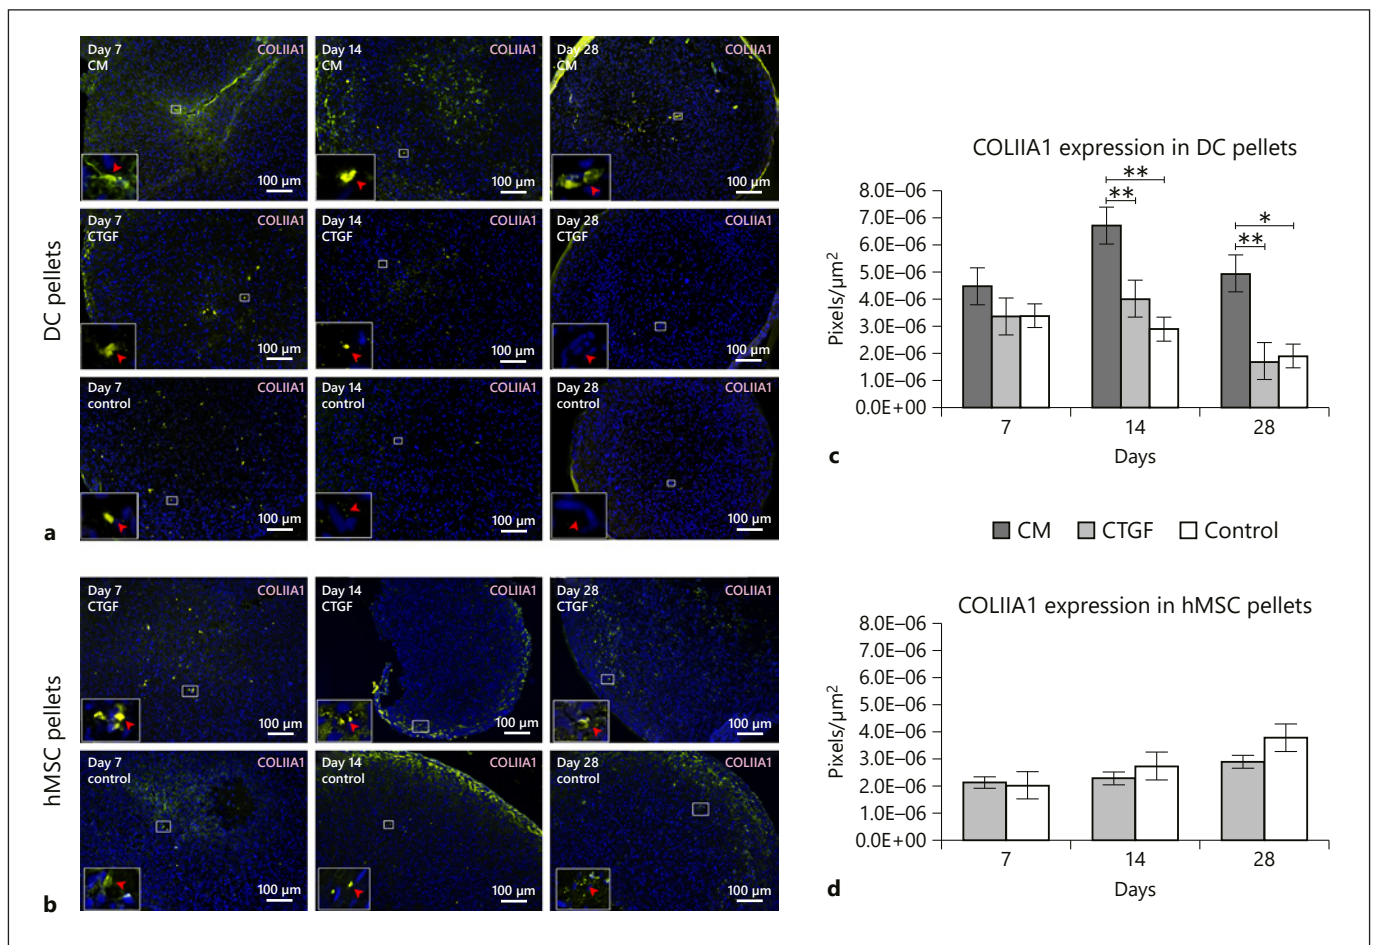 DC pellets
Day 7 COLIIA1
CM
100 μm
Day 14 COLIIA1
CM
100 μm
Day 28 COLIIA1
CM
100 μm
Day 7 COLIIA1
CTGF
100 μm
Day 14 COLIIA1
CTGF
100 μm
Day 28 COLIIA1
CTGF
100 μm
Day 7 COLIIA1
control
100 μm
Day 14 COLIIA1
control
100 μm
Day 28 COLIIA1
control
100 μm
a
hMSC pellets
Day 7 COLIIA1
CTGF
100 μm
Day 14 COLIIA1
CTGF
100 μm
Day 28 COLIIA1
CTGF
100 μm
Day 7 COLIIA1
control
100 μm
Day 14 COLIIA1
control
100 μm
Day 28 COLIIA1
control
100 μm
b
COLIIA1 expression in DC pellets
Pixels/μm²
8.0E–06
7.0E–06
6.0E–06
5.0E–06
4.0E–06
3.0E–06
2.0E–06
1.0E–06
0.0E+00
**
**
*
**
7 14 28
Days
c
CM CTGF Control
COLIIA1 expression in hMSC pellets
Pixels/μm²
8.0E–06
7.0E–06
6.0E–06
5.0E–06
4.0E–06
3.0E–06
2.0E–06
1.0E–06
0.0E+00
7 14 28
Days
d